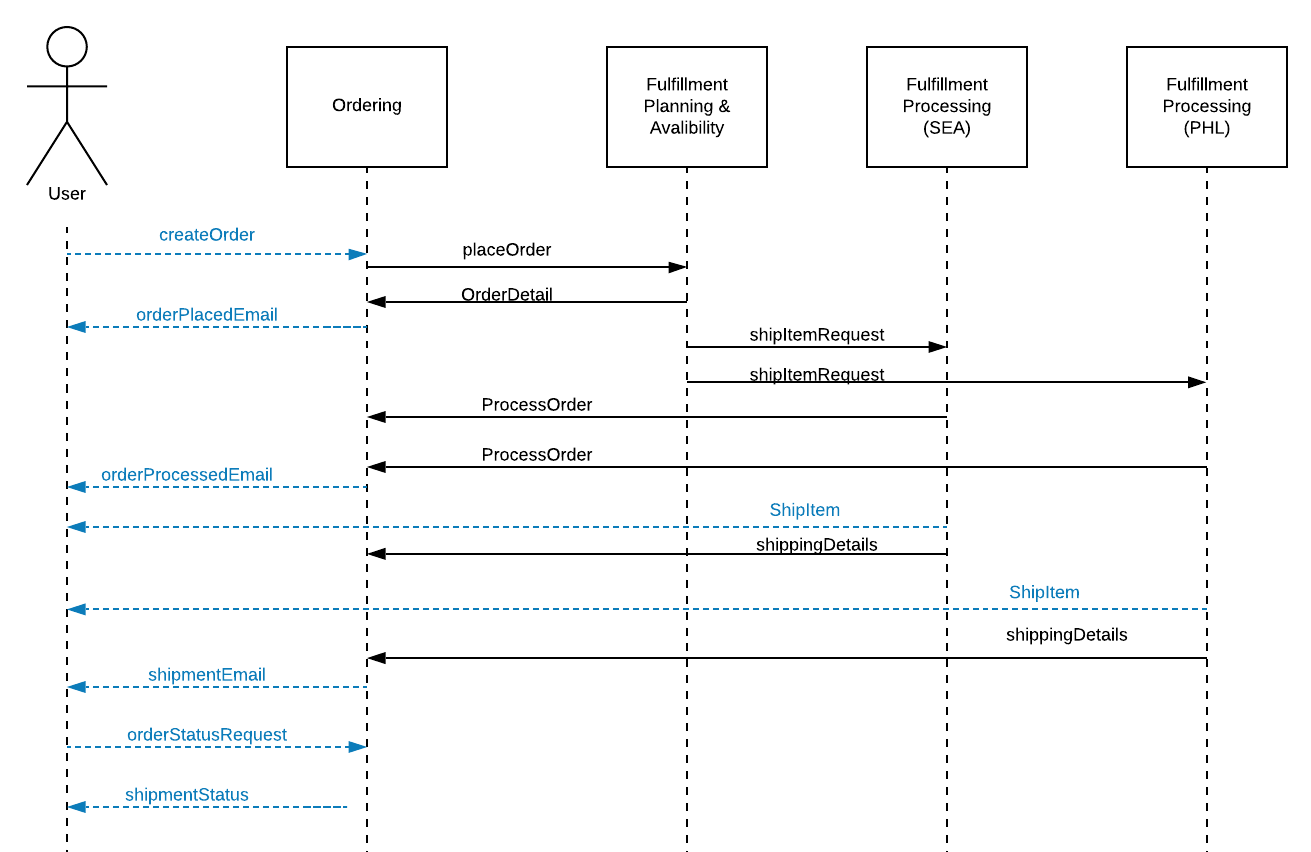 Ordering
Fulfillment
Planning &
Avalibility
Fulfillment
Processing
(SEA)
Fulfillment
Processing
(PHL)
User
createOrder
placeOrder
OrderDetail
orderPlacedEmail
shipItemRequest
shipItemRequest
ProcessOrder
ProcessOrder
orderProcessedEmail
ShipItem
shippingDetails
ShipItem
shippingDetails
shipmentEmail
orderStatusRequest
shipmentStatus